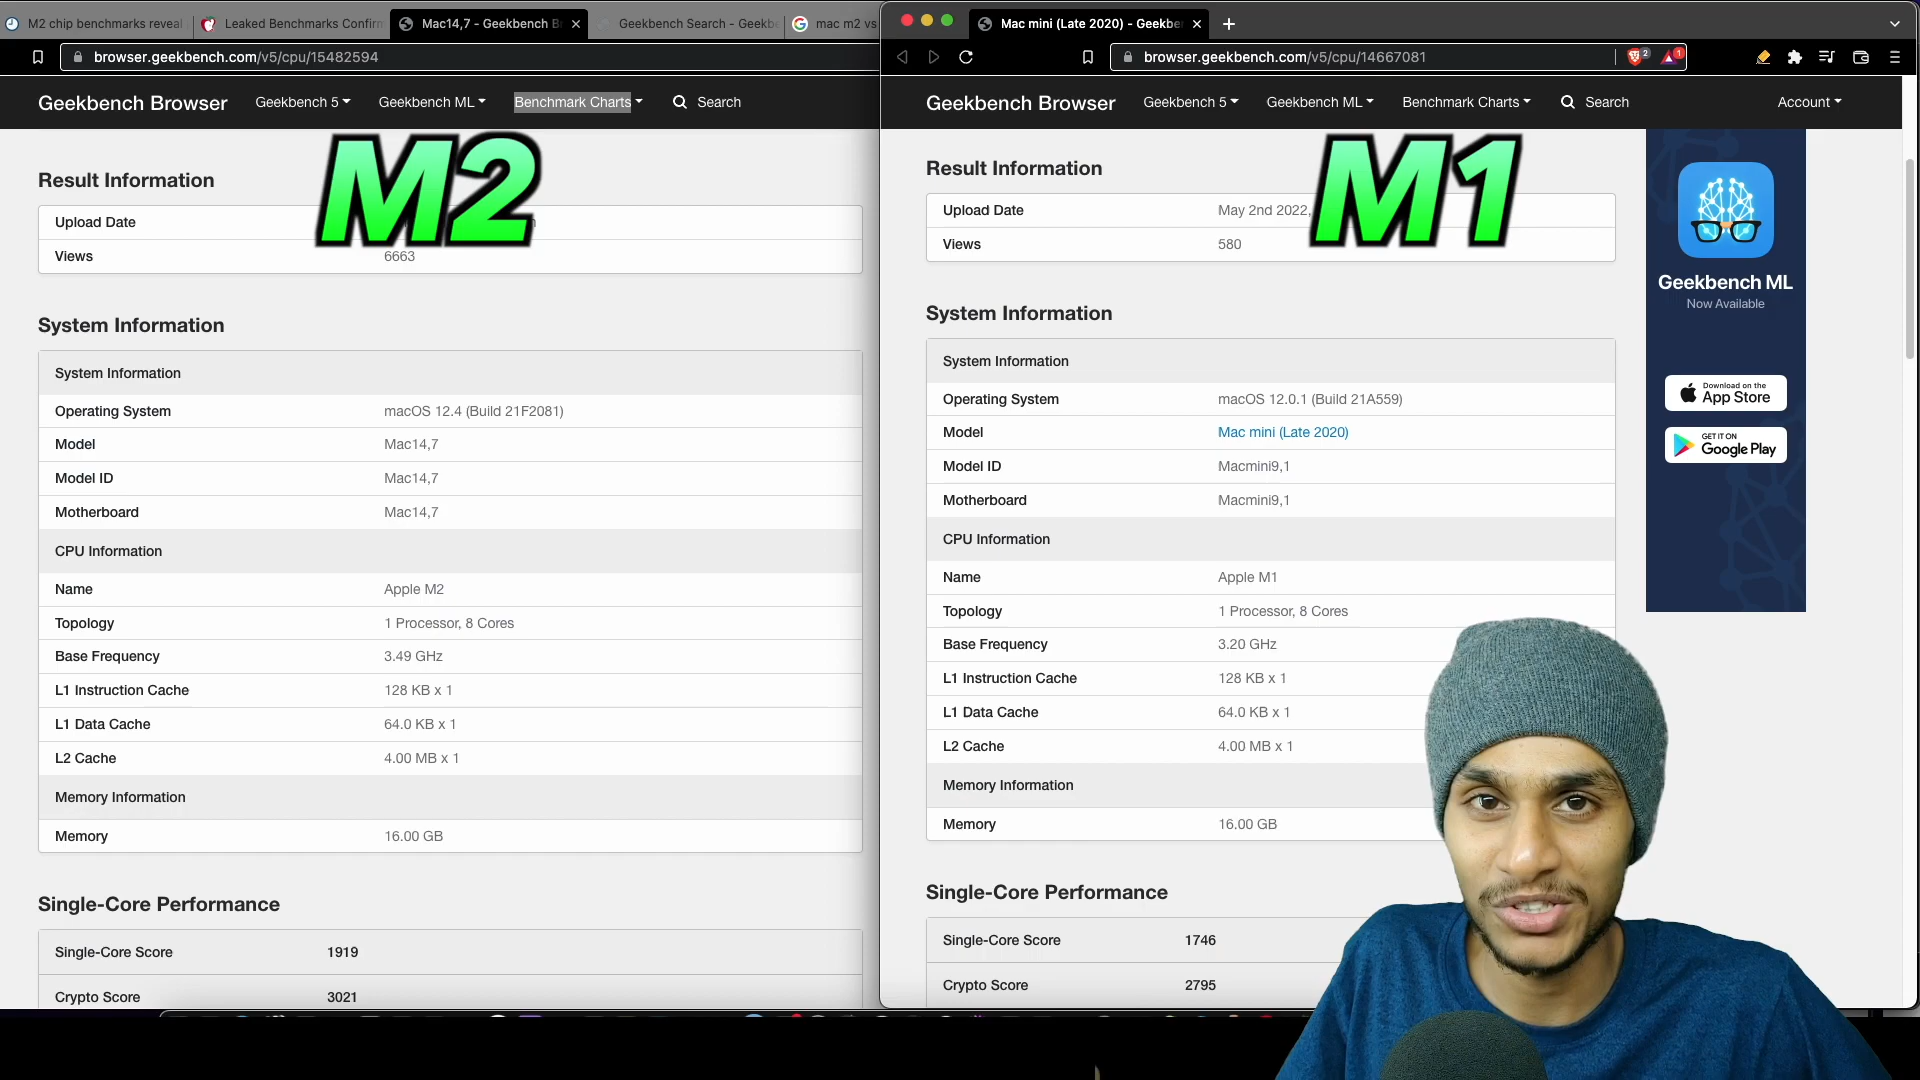 M2 chip benchmarks reveal
Leaked Benchmarks Confir
Mac14,7 - Geekbench B
Geekbench Search - Geekbe
mac m2 vs
browser.geekbench.com/v5/cpu/15482594
Geekbench Browser
Geekbench 5
Geekbench ML
Benchmark Charts
Search
M2
Result Information
Upload Date
Views 6663
System Information
System Information
Operating System macOS 12.4 (Build 21F2081)
Model Mac14,7
Model ID Mac14,7
Motherboard Mac14,7
CPU Information
Name Apple M2
Topology 1 Processor, 8 Cores
Base Frequency 3.49 GHz
L1 Instruction Cache 128 KB x 1
L1 Data Cache 64.0 KB x 1
L2 Cache 4.00 MB x 1
Memory Information
Memory 16.00 GB
Single-Core Performance
Single-Core Score 1919
Crypto Score 3021
Mac mini (Late 2020) - Geekbe
browser.geekbench.com/v5/cpu/14667081
2
1
Geekbench Browser
Geekbench 5
Geekbench ML
Benchmark Charts
Search
Account
M1
Result Information
Upload Date May 2nd 2022,
Views 580
System Information
System Information
Operating System macOS 12.0.1 (Build 21A559)
Model Mac mini (Late 2020)
Model ID Macmini9,1
Motherboard Macmini9,1
CPU Information
Name Apple M1
Topology 1 Processor, 8 Cores
Base Frequency 3.20 GHz
L1 Instruction Cache 128 KB x 1
L1 Data Cache 64.0 KB x 1
L2 Cache 4.00 MB x 1
Memory Information
Memory 16.00 GB
Single-Core Performance
Single-Core Score 1746
Crypto Score 2795
Geekbench ML
Now Available
Download on the
App Store
GET IT ON
Google Play